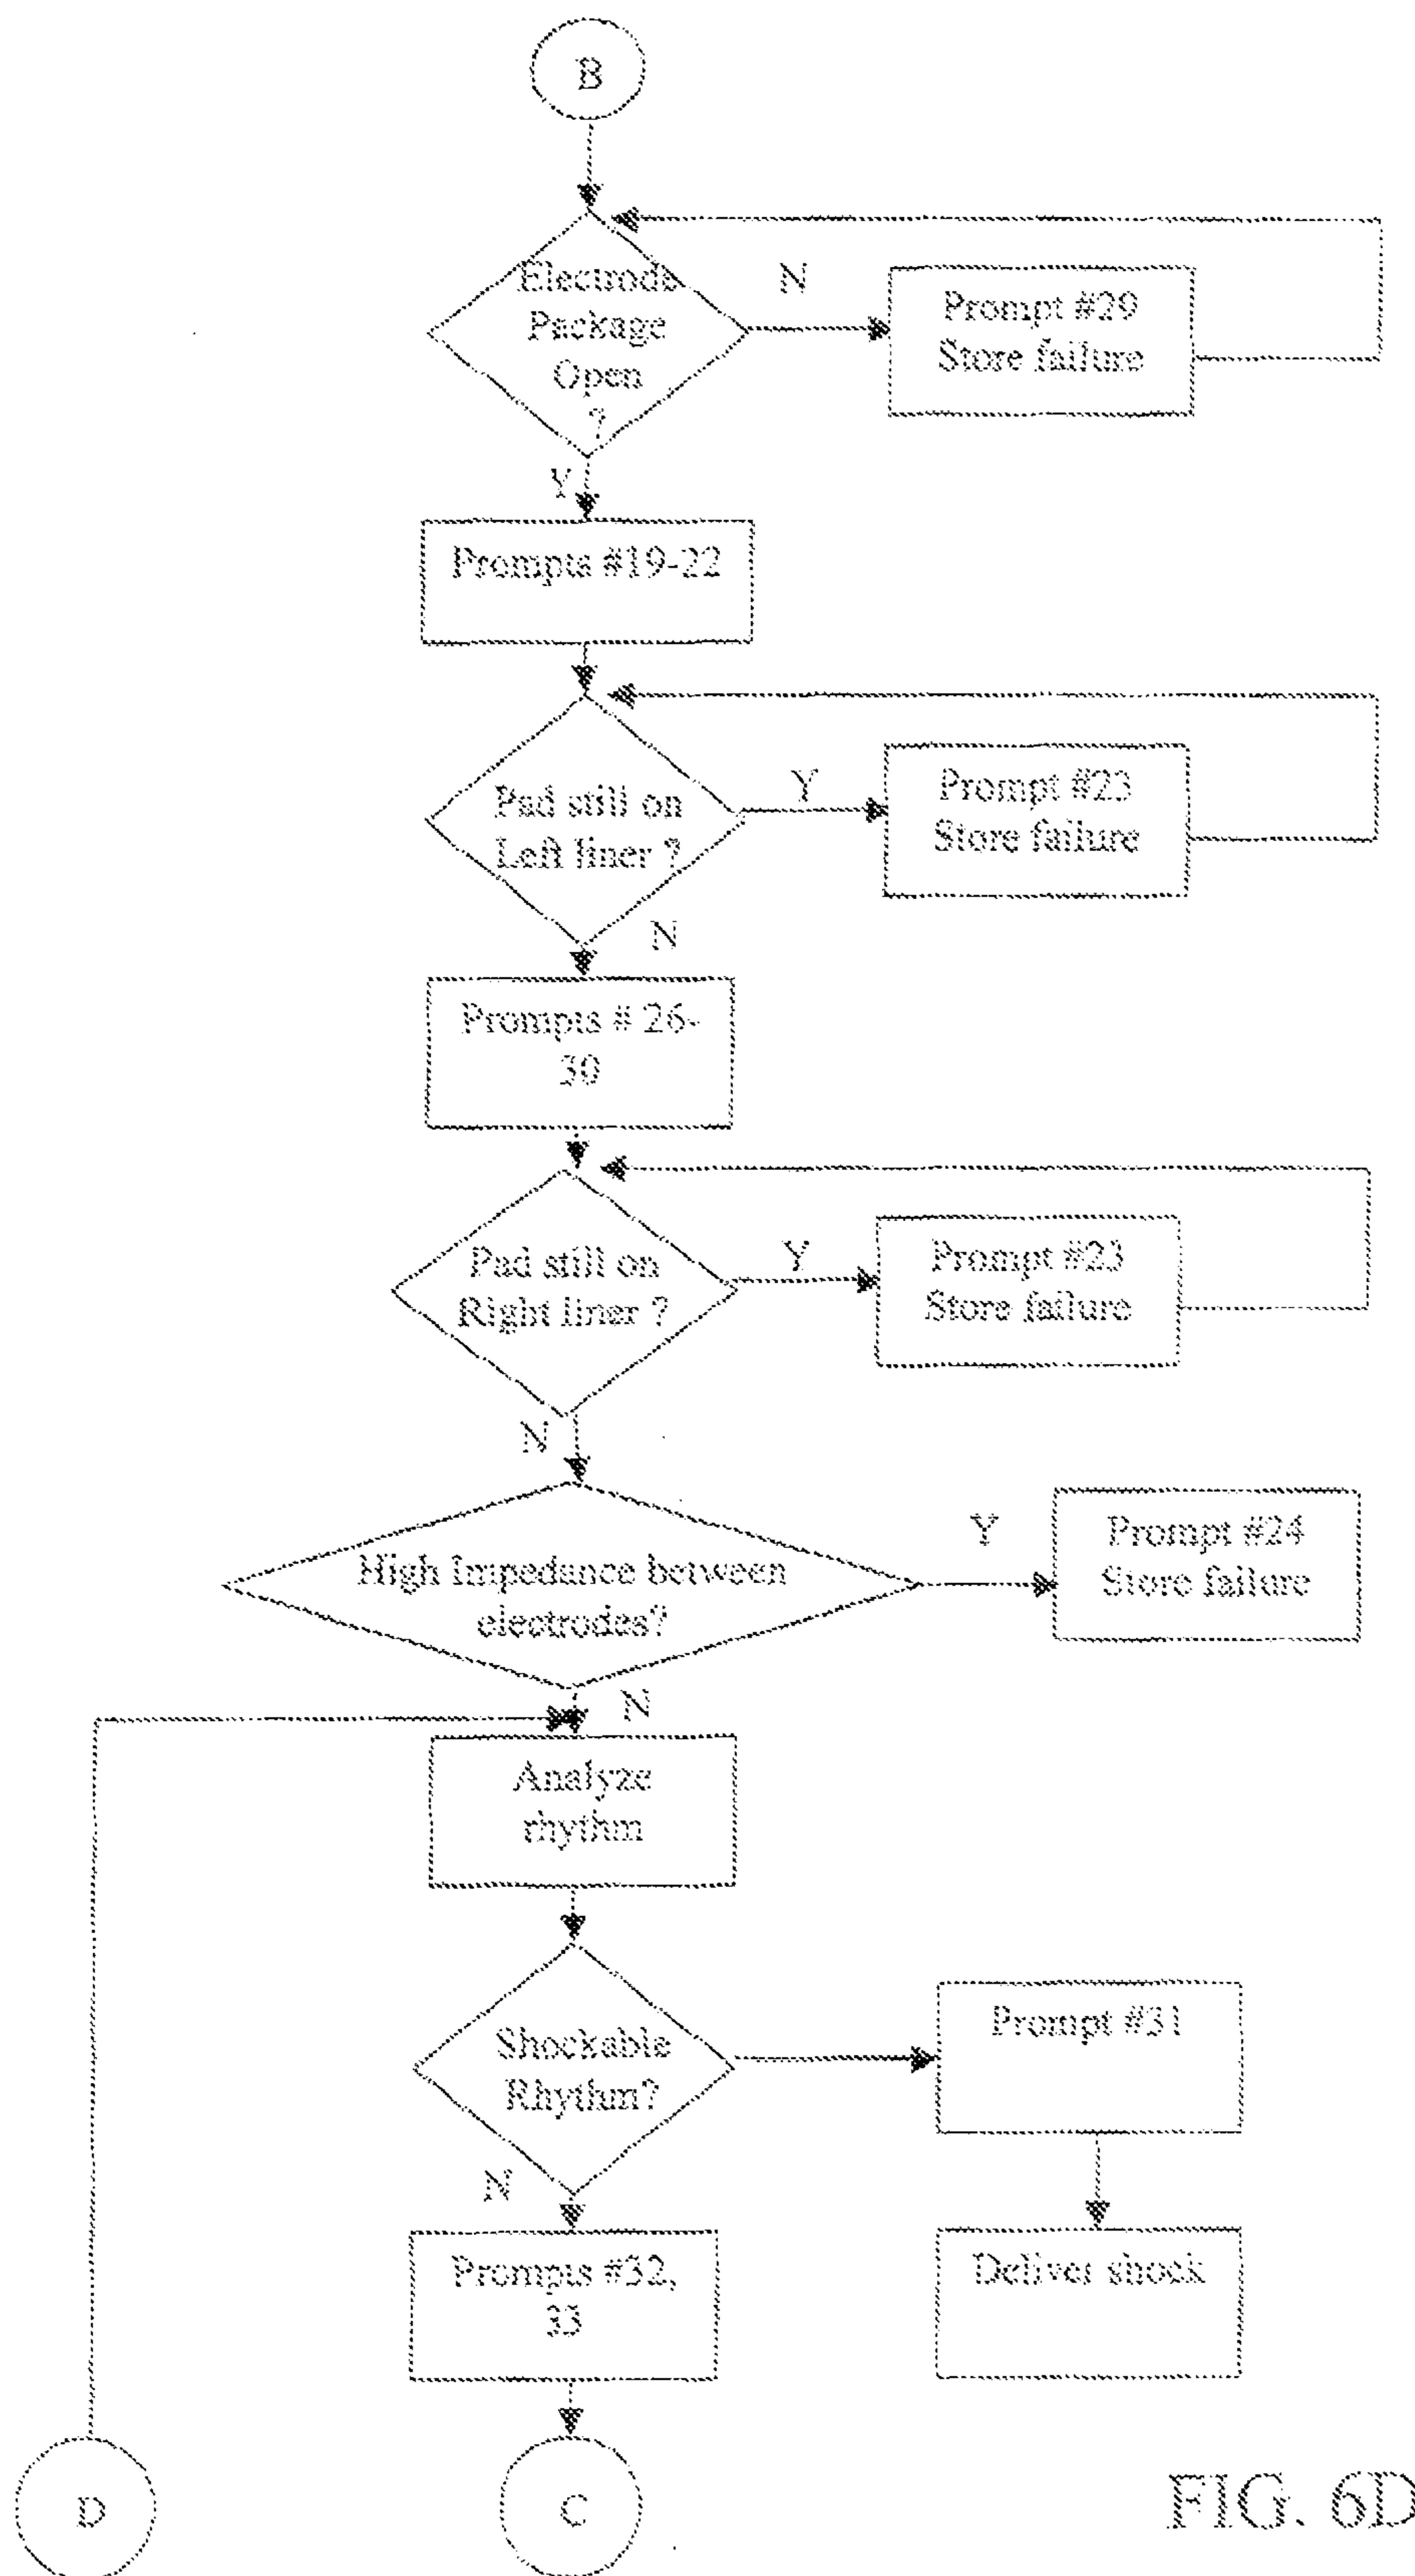 B
Electrode
Package
Open
?
N
Prompt #29
Store failure
Y
Prompts #19-22
Pad still on
Left liner ?
Y
Prompt #23
Store failure
N
Prompts # 26-
30
Pad still on
Right liner ?
Y
Prompt #23
Store failure
N
High Impedance between
electrodes?
Y
Prompt #24
Store failure
N
Analyze
rhythm
Shockable
Rhythm?
Prompt #31
N
Prompts #32,
33
Deliver shock
D
C
FIG. 6D